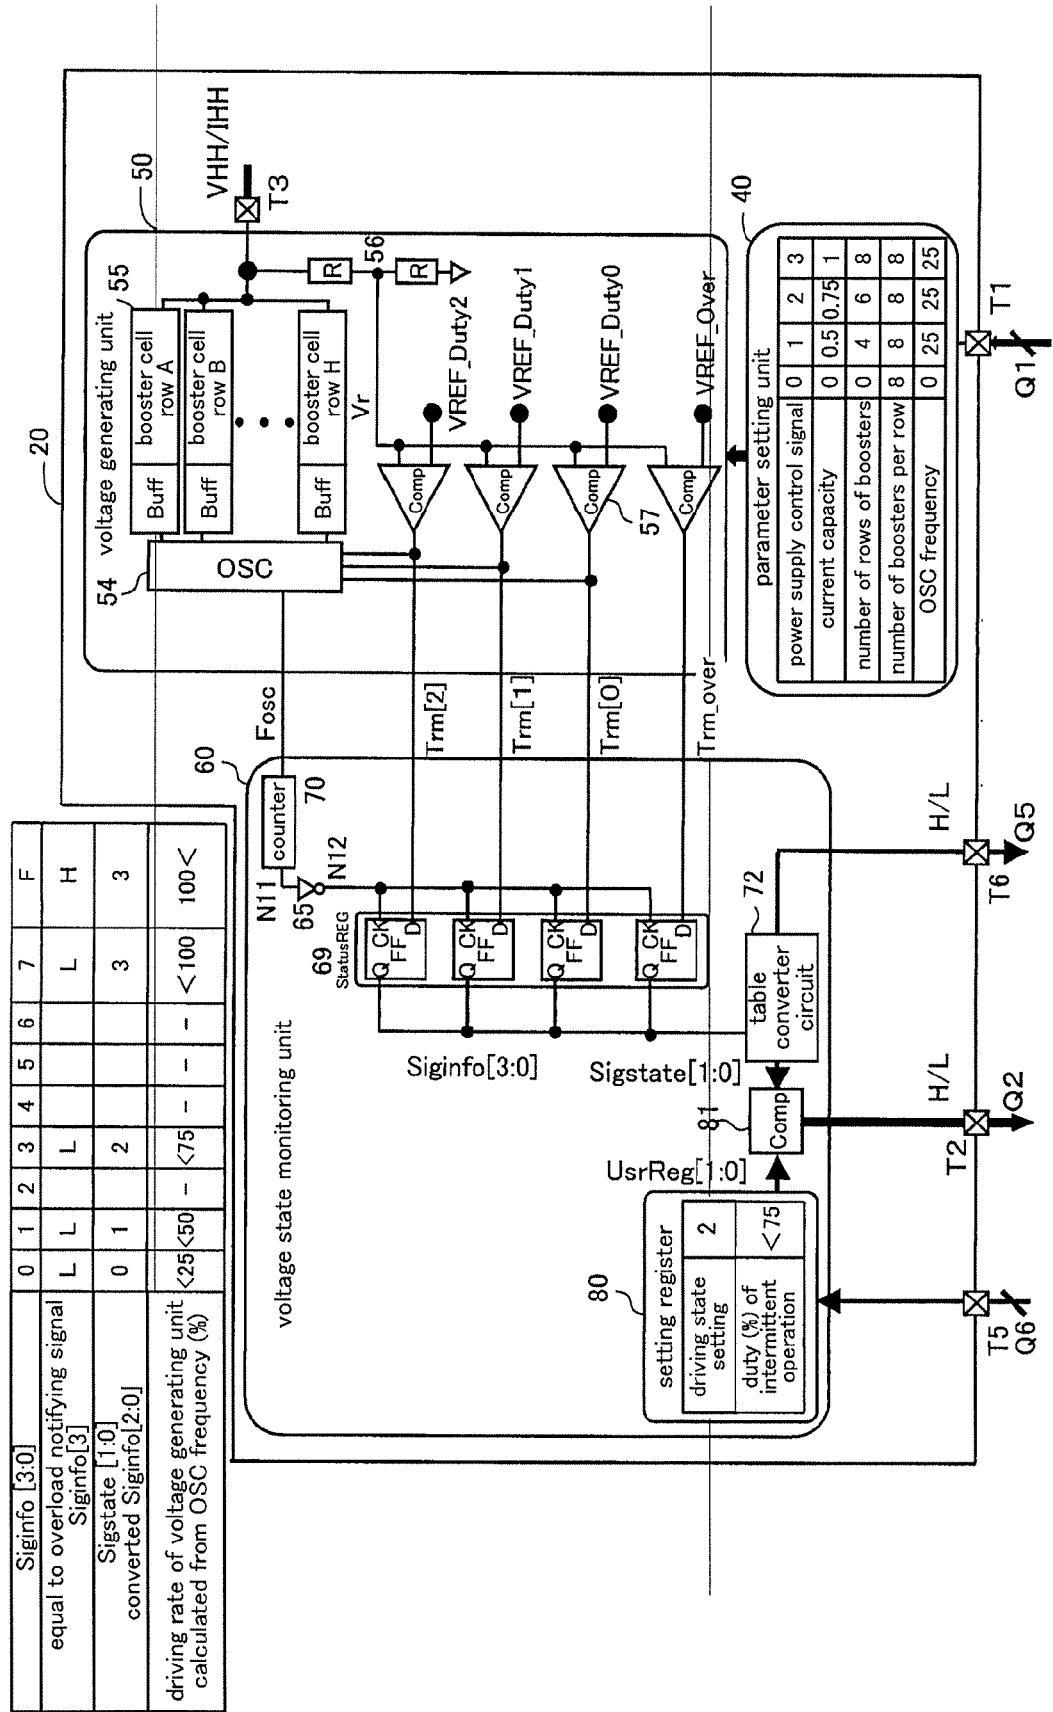 Siginfo [3:0] 0 1 2 3 4 5 6 7 F
equal to overload notifying signal
Siginfo[3] L L L L H
Sigstate [1:0]
converted Siginfo[2:0] 0 1 2 3 3
driving rate of voltage generating unit
calculated from OSC frequency (%) <25 <50 - <75 - - - <100 100<
20
voltage generating unit
50
54
OSC
Buff
booster cell
row A
55
Buff
booster cell
row B
Buff
booster cell
row H
VHH/IHH
T3
R
56
R
Vr
Comp
VREF_Duty2
Comp
VREF_Duty1
Comp
57
VREF_Duty0
Comp
VREF_Over
Fosc
Trm[2]
Trm[1]
Trm[0]
Trm_over
60
voltage state monitoring unit
counter
70
N11
65
N12
69
StatusREG
Q CK
FF
D
Q CK
FF
D
Q CK
FF
D
Q CK
FF
D
Siginfo[3:0]
72
table
converter
circuit
Sigstate[1:0]
81
Comp
UsrReg[1:0]
80
setting register
driving state
setting 2
duty (%) of
intermittent
operation <75
40
parameter setting unit
power supply control signal 0 1 2 3
current capacity 0 0.5 0.75 1
number of rows of boosters 0 4 6 8
number of boosters per row 8 8 8 8
OSC frequency 0 25 25 25
T5
Q6
H/L
T2
Q2
H/L
T6
Q5
T1
Q1